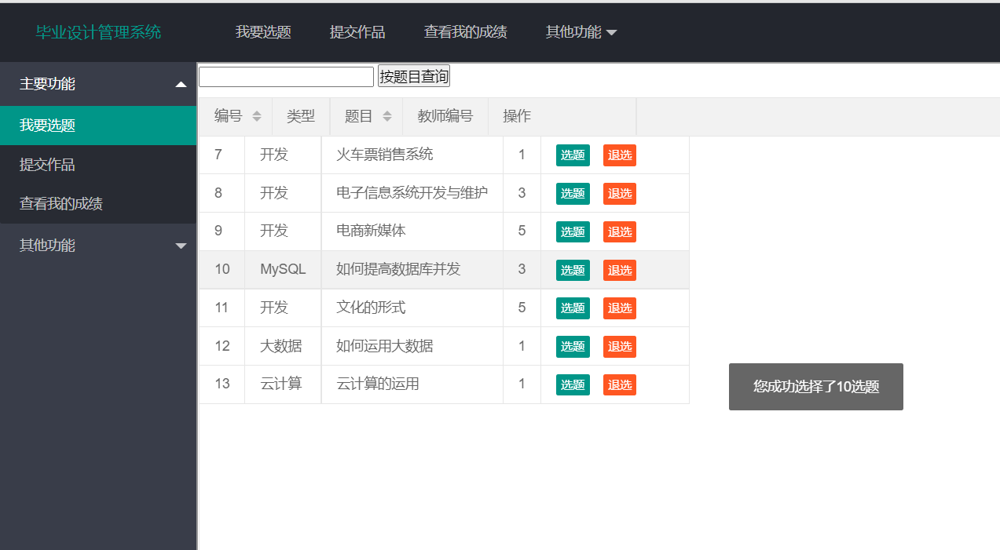 毕业设计管理系统 我要选题 提交作品 查看我的成绩 其他功能
主要功能
我要选题
提交作品
查看我的成绩
其他功能
按题目查询
编号 类型 题目 教师编号 操作
7 开发 火车票销售系统 1 选题 退选
8 开发 电子信息系统开发与维护 3 选题 退选
9 开发 电商新媒体 5 选题 退选
10 MySQL 如何提高数据库并发 3 选题 退选
11 开发 文化的形式 5 选题 退选
12 大数据 如何运用大数据 1 选题 退选
13 云计算 云计算的运用 1 选题 退选
您成功选择了10选题